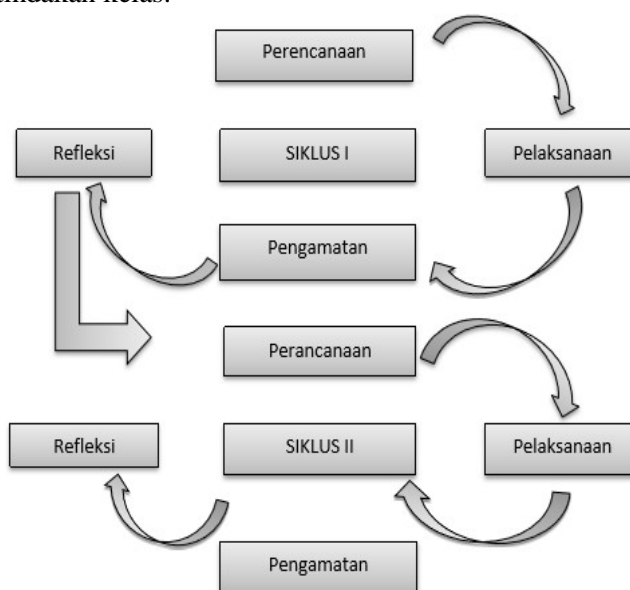 Perencanaan
Refleksi
SIKLUS I
Pelaksanaan
Pengamatan
Perancanaan
Refleksi
SIKLUS II
Pelaksanaan
Pengamatan